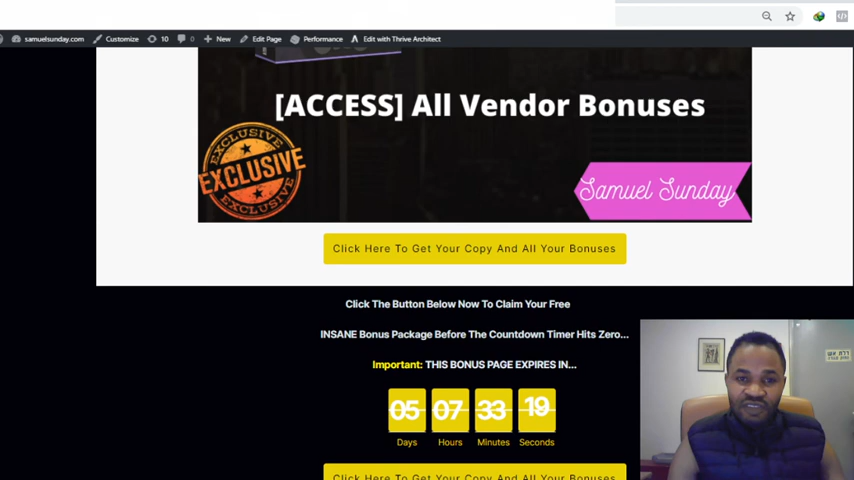 samuelsunday.com Customize 10 0 New Edit Page Performance Edit with Thrive Architect
[ACCESS] All Vendor Bonuses
EXCLUSIVE
EXCLUSIVE
EXCLUSIVE
Samuel Sunday
Click Here To Get Your Copy And All Your Bonuses
Click The Button Below Now To Claim Your Free
INSANE Bonus Package Before The Countdown Timer Hits Zero...
Important: THIS BONUS PAGE EXPIRES IN...
05 07 33 19
Days Hours Minutes Seconds
Click Here To Get Your Copy And All Your Bonuses